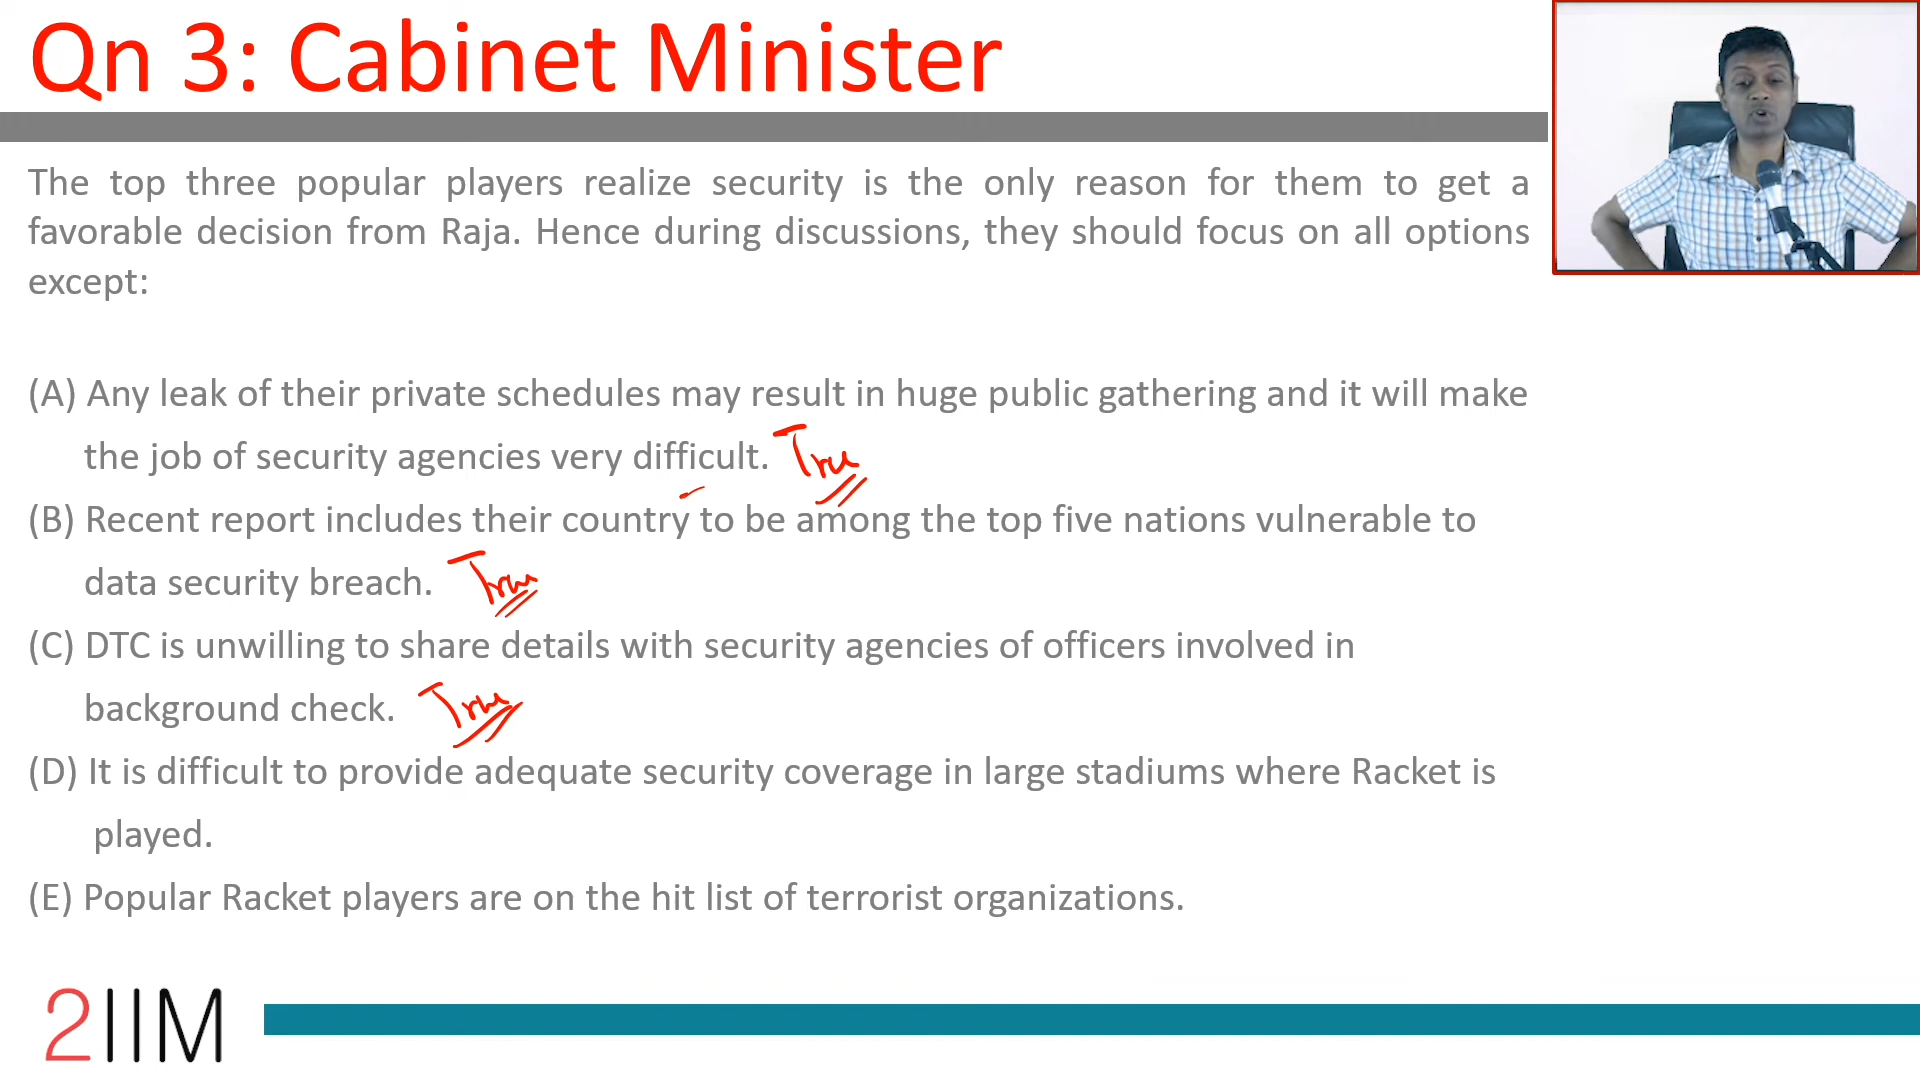 Qn 3: Cabinet Minister
The top three popular players realize security is the only reason for them to get a
favorable decision from Raja. Hence during discussions, they should focus on all options
except:
(A) Any leak of their private schedules may result in huge public gathering and it will make
the job of security agencies very difficult. True
(B) Recent report includes their country to be among the top five nations vulnerable to
data security breach. True
(C) DTC is unwilling to share details with security agencies of officers involved in
background check. True
(D) It is difficult to provide adequate security coverage in large stadiums where Racket is
played.
(E) Popular Racket players are on the hit list of terrorist organizations.
2IIM